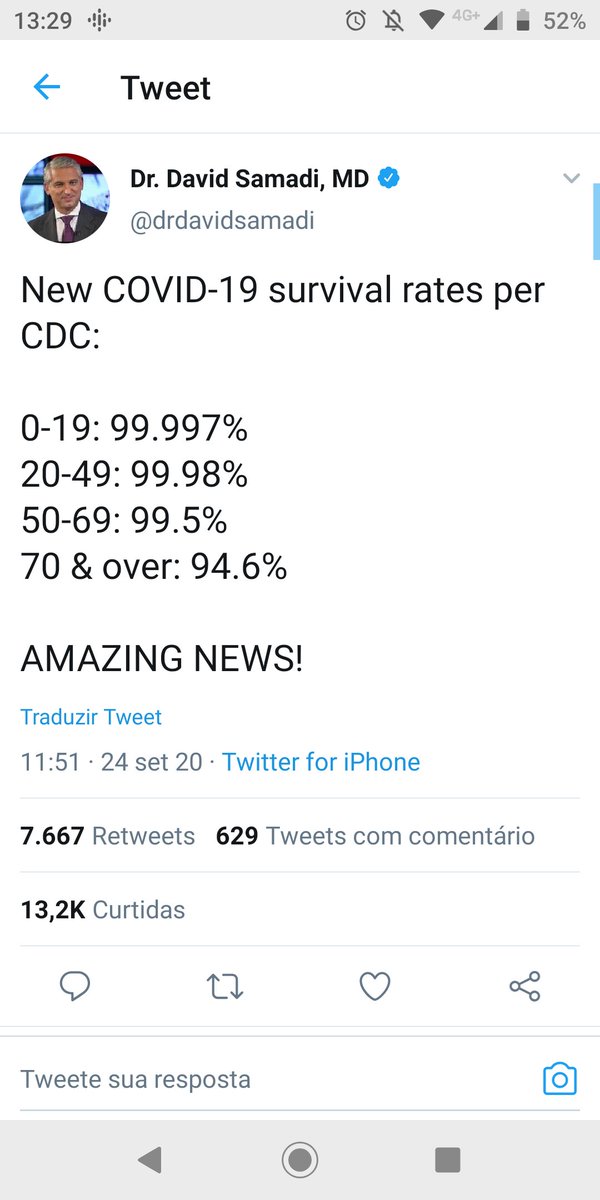 13:29
4G+ 52%
Tweet
Dr. David Samadi, MD
@drdavidsamadi
New COVID-19 survival rates per
CDC:
0-19: 99.997%
20-49: 99.98%
50-69: 99.5%
70 & over: 94.6%
AMAZING NEWS!
Traduzir Tweet
11:51 · 24 set 20 · Twitter for iPhone
7.667 Retweets 629 Tweets com comentário
13,2K Curtidas
Tweete sua resposta